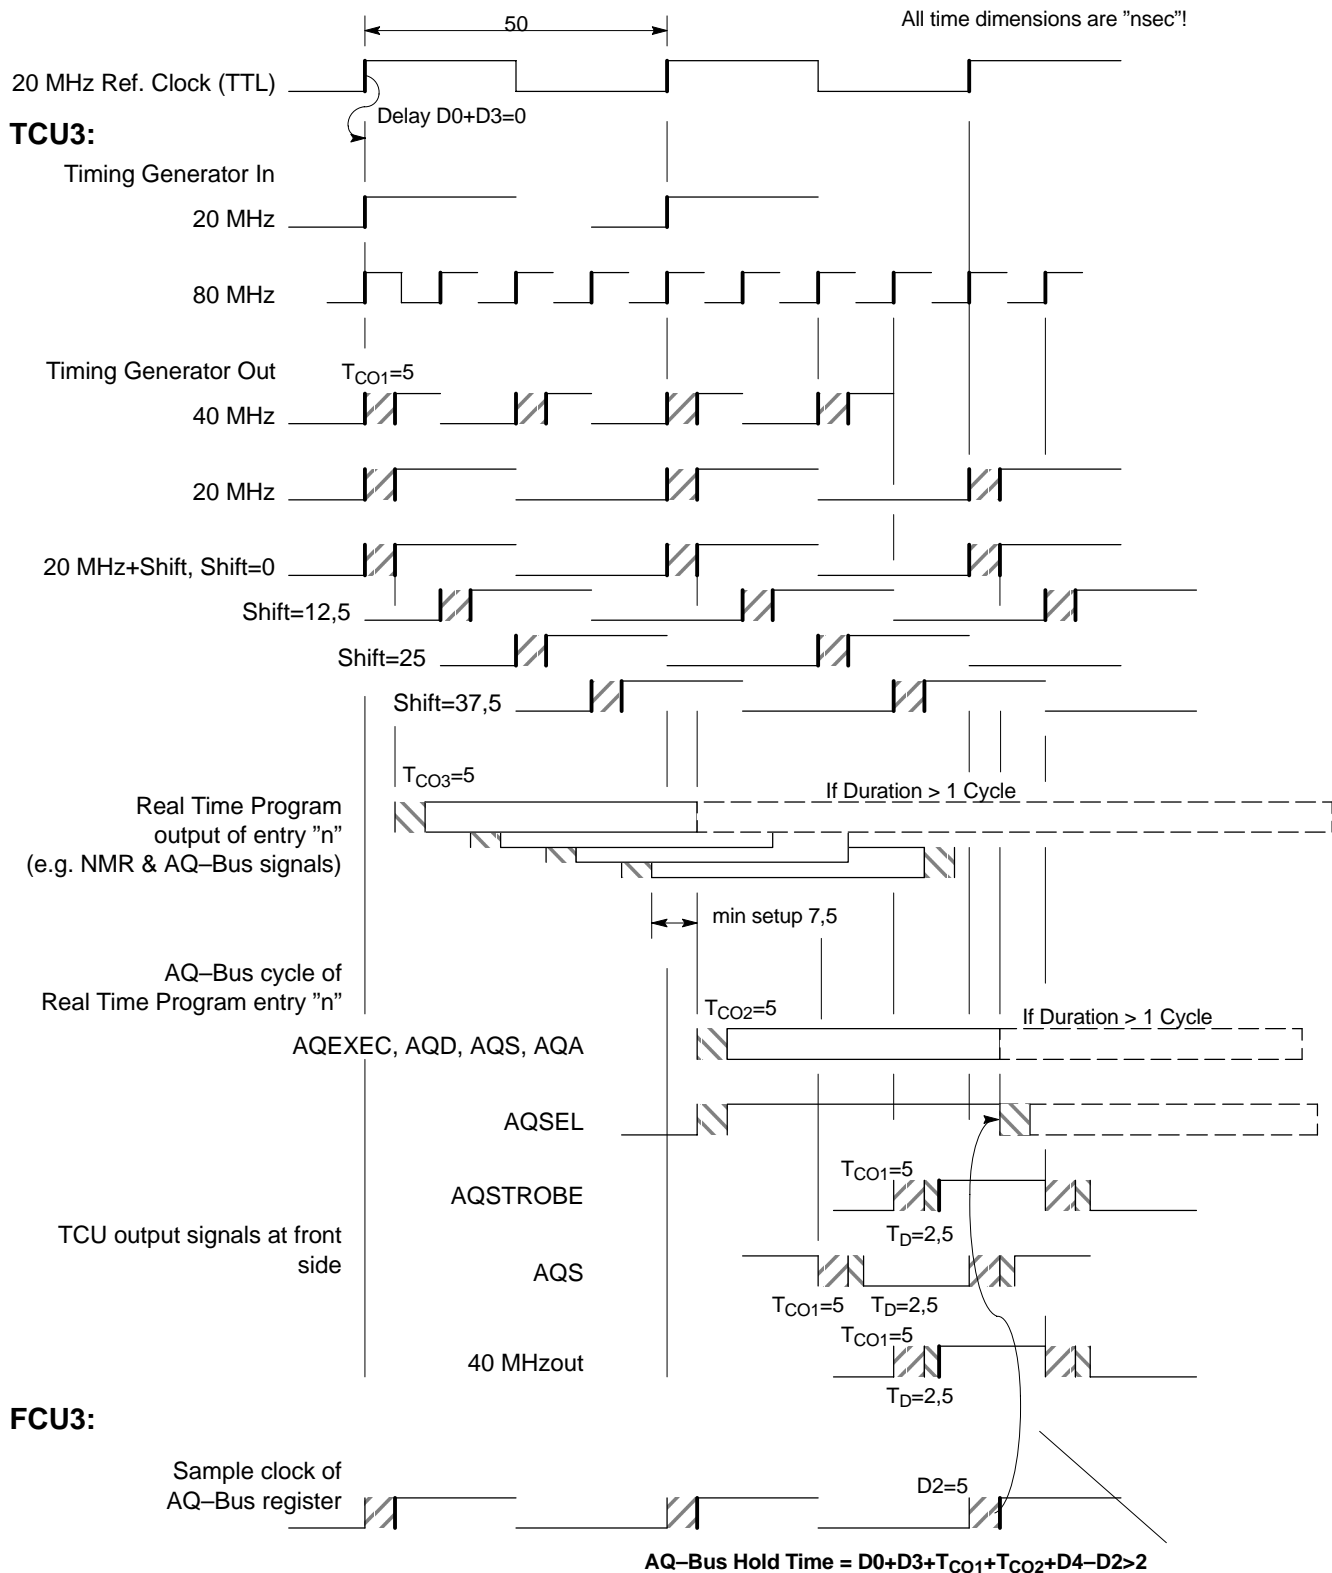 50
All time dimensions are ”nsec”!
20 MHz Ref. Clock (TTL)
Delay D0+D3=0
TCU3:
Timing Generator In
20 MHz
80 MHz
Timing Generator Out
TCO1=5
40 MHz
20 MHz
20 MHz+Shift, Shift=0
Shift=12,5
Shift=25
Shift=37,5
TCO3=5
If Duration > 1 Cycle
Real Time Program
output of entry ”n”
(e.g. NMR & AQ–Bus signals)
min setup 7,5
AQ–Bus cycle of
Real Time Program entry ”n”
TCO2=5
If Duration > 1 Cycle
AQEXEC, AQD, AQS, AQA
AQSEL
TCO1=5
AQSTROBE
TD=2,5
TCU output signals at front
side
AQS
TCO1=5
TD=2,5
TCO1=5
40 MHzout
TD=2,5
FCU3:
Sample clock of
AQ–Bus register
D2=5
AQ–Bus Hold Time = D0+D3+TCO1+TCO2+D4–D2>2